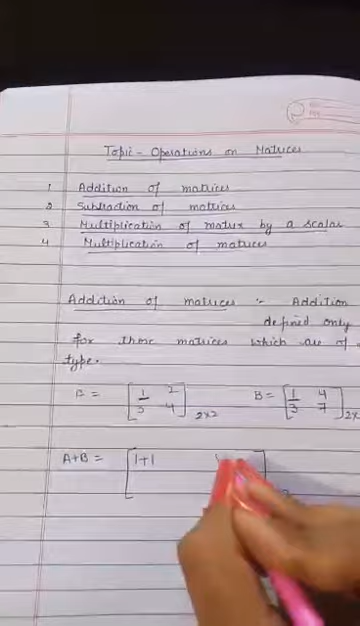 Topic - Operations on Matrices
1 Addition of matrices
2 Subtraction of matrices
3 Multiplication of matrix by a scalar
4 Multiplication of matrices
Addition of matrices :- Addition
defined only
for those matrices which are of
type.
= [1 2 3 4] 2x2 B = [1 4 3 7] 2x
A+B = [1+1